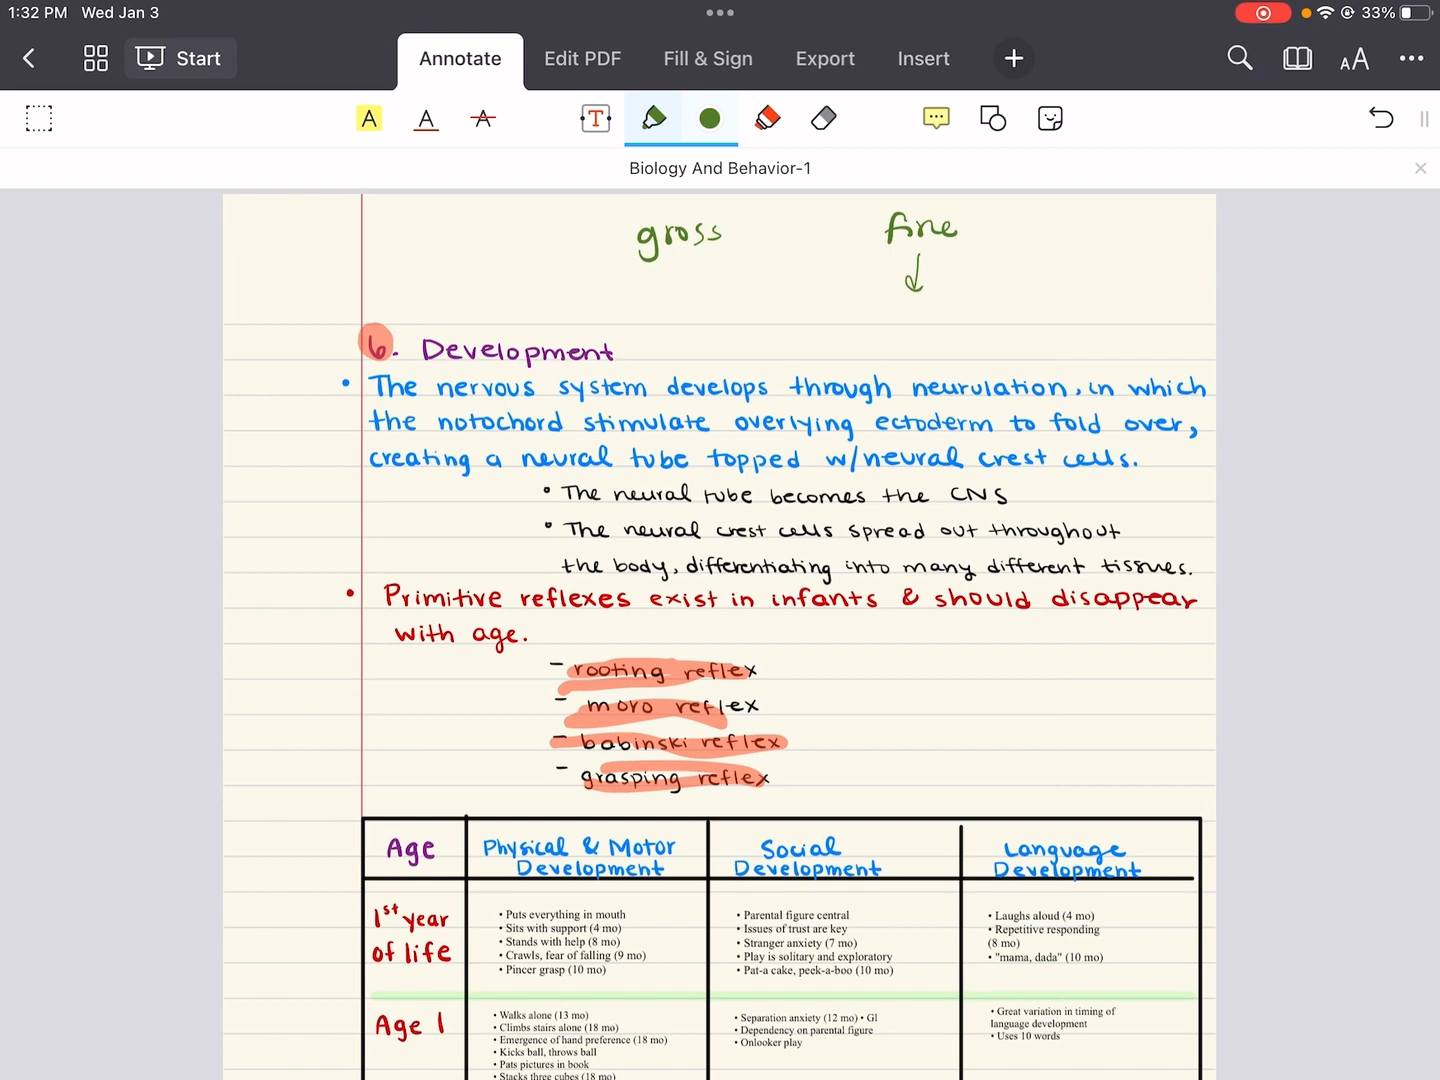 1:32 PM Wed Jan 3
33%
Start
Annotate
Edit PDF
Fill & Sign
Export
Insert
Biology And Behavior-1
gross
fine
6. Development
• The nervous system develops through neurulation, in which
the notochord stimulate overlying ectoderm to fold over,
creating a neural tube topped w/neural crest cells.
• The neural tube becomes the CNS
• The neural crest cells spread out throughout
the body, differentiating into many different tissues.
• Primitive reflexes exist in infants & should disappear
with age.
- rooting reflex
- moro reflex
- babinski reflex
- grasping reflex
Age
Physical & Motor
Development
Social
Development
Language
Development
1st year
of life
• Puts everything in mouth
• Sits with support (4 mo)
• Stands with help (8 mo)
• Crawls, fear of falling (9 mo)
• Pincer grasp (10 mo)
• Parental figure central
• Issues of trust are key
• Stranger anxiety (7 mo)
• Play is solitary and exploratory
• Pat-a cake, peek-a-boo (10 mo)
• Laughs aloud (4 mo)
• Repetitive responding
(8 mo)
• "mama, dada" (10 mo)
Age 1
• Walks alone (13 mo)
• Climbs stairs alone (18 mo)
• Emergence of hand preference (18 mo)
• Kicks ball, throws ball
• Pats pictures in book
• Stacks three cubes (18 mo)
• Separation anxiety (12 mo) • GI
• Dependency on parental figure
• Onlooker play
• Great variation in timing of
language development
• Uses 10 words